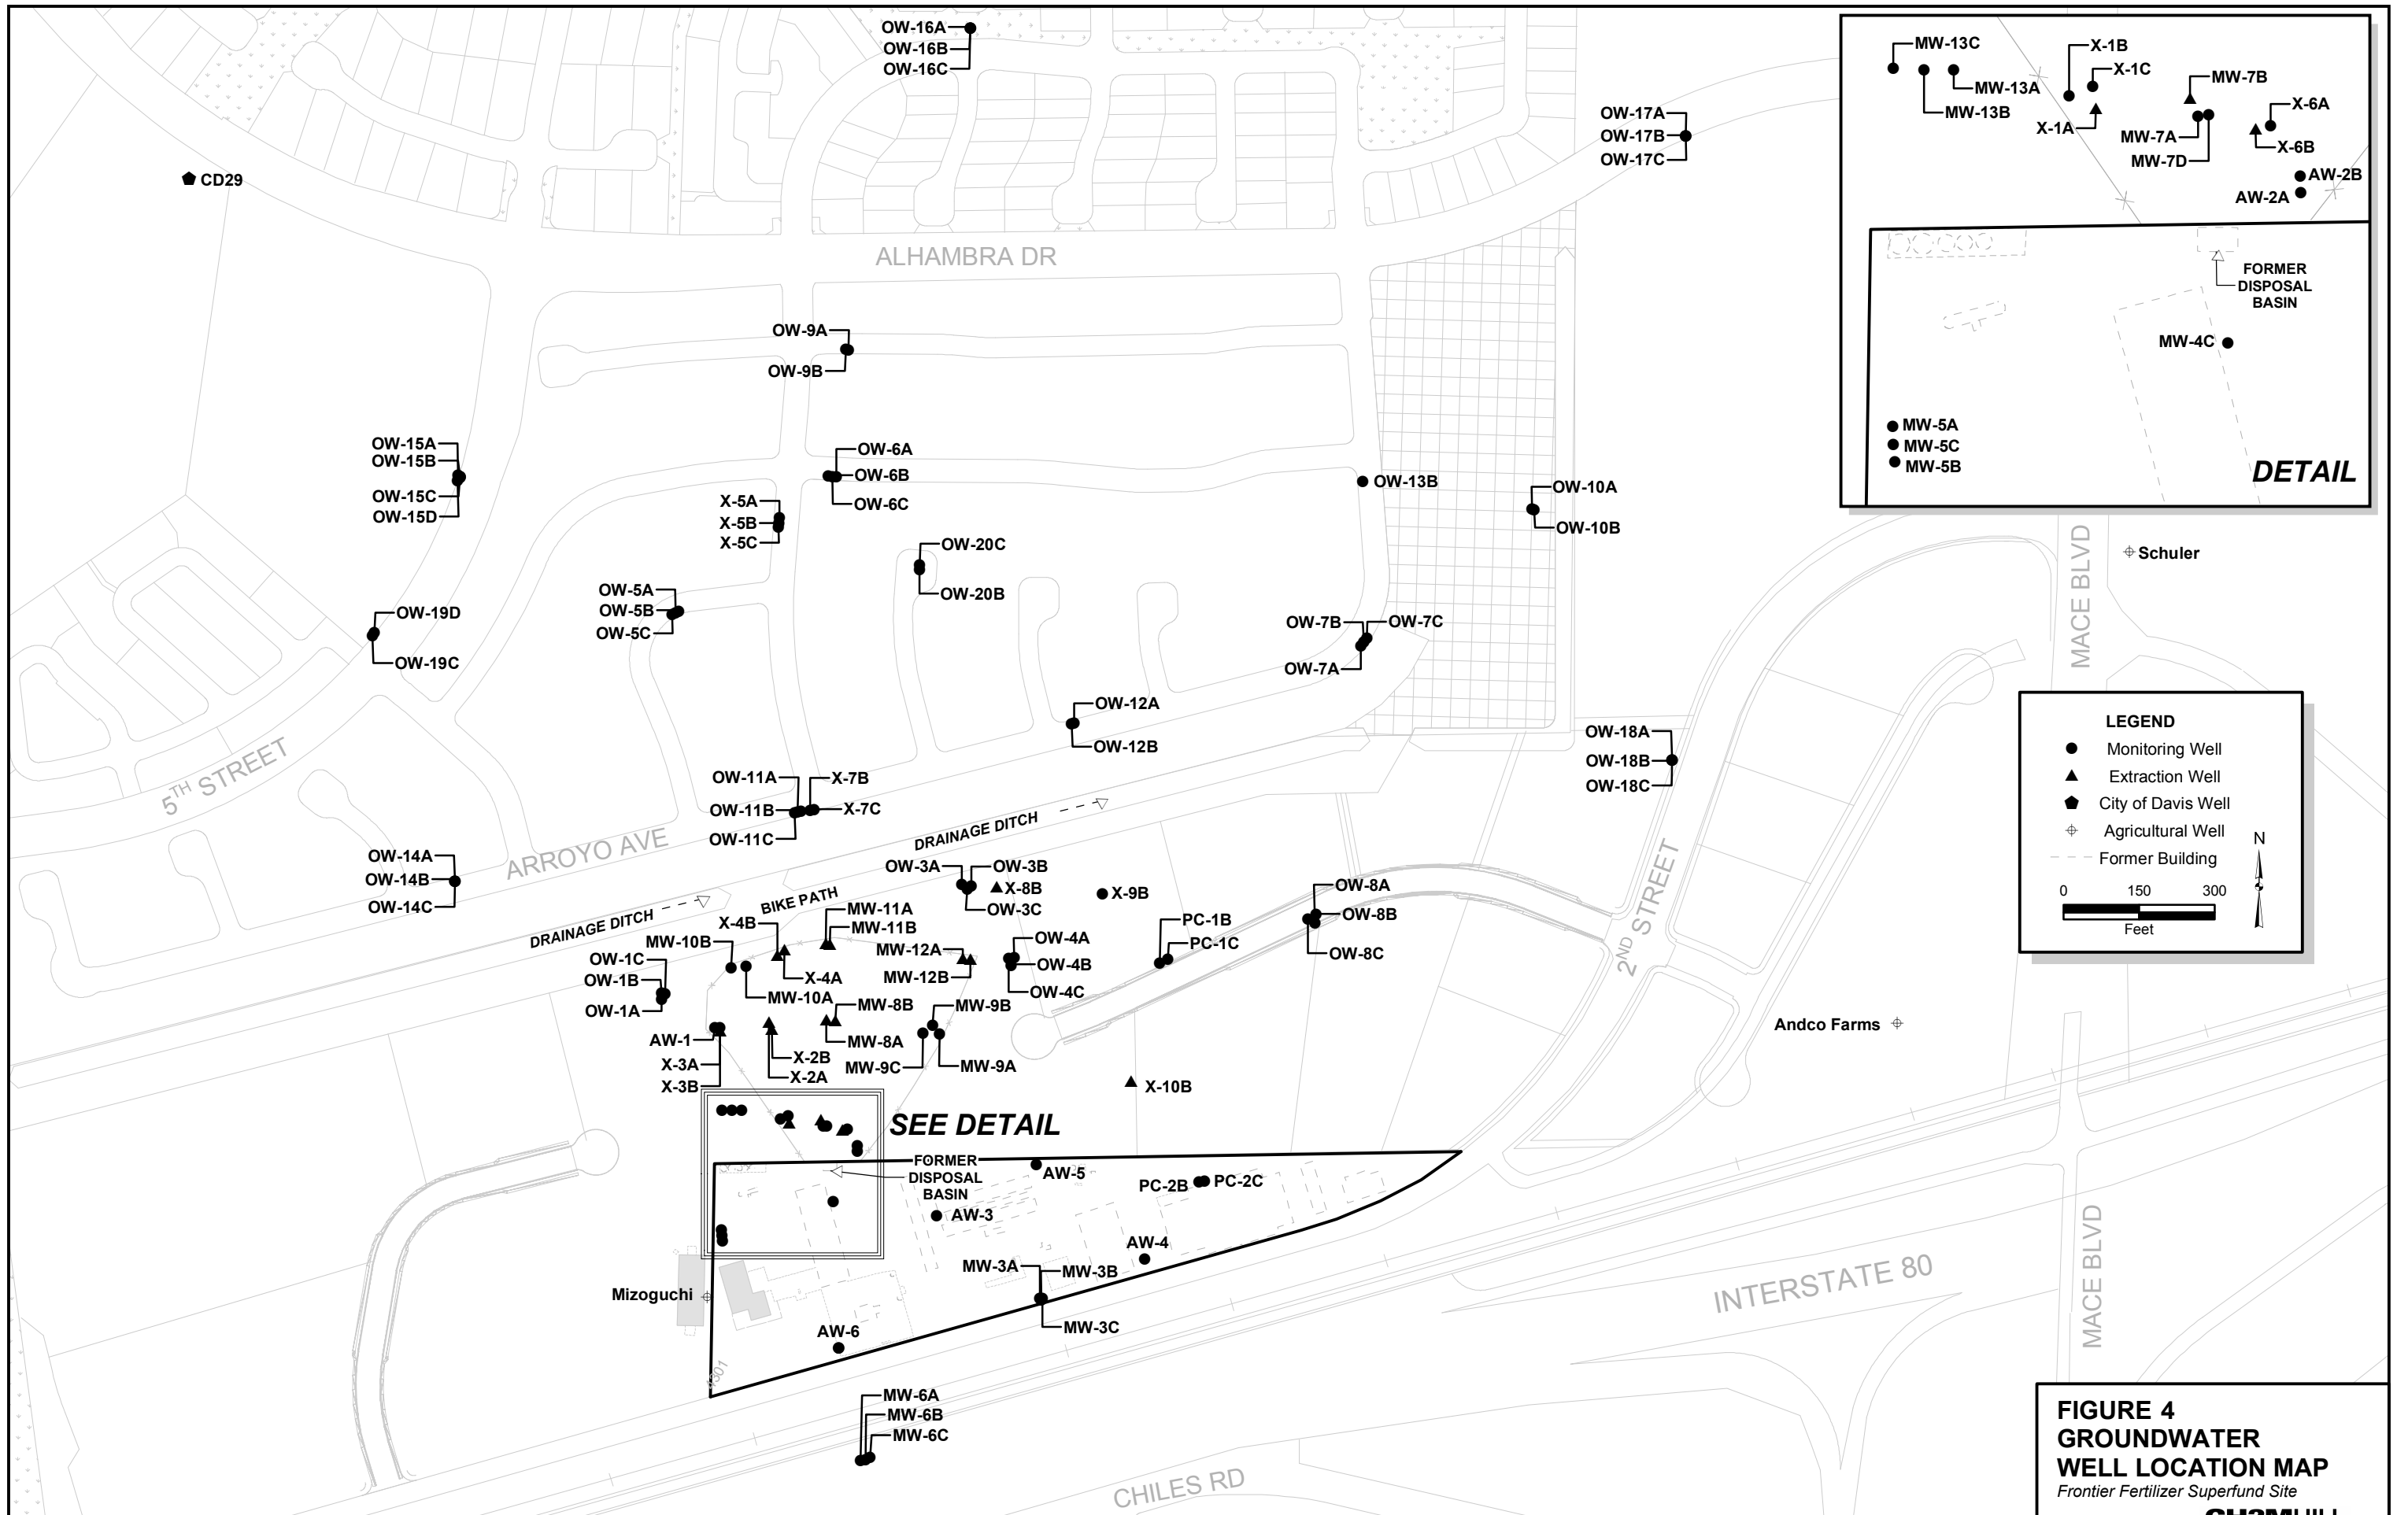 OW-16A
OW-16B
OW-16C
OW-17A
OW-17B
OW-17C
CD29
ALHAMBRA DR
OW-9A
OW-9B
OW-15A
OW-15B
OW-15C
OW-15D
OW-6A
OW-6B
OW-6C
X-5A
X-5B
X-5C
OW-13B
OW-10A
OW-10B
OW-20C
OW-20B
OW-5A
OW-5B
OW-5C
OW-19D
OW-19C
OW-7B
OW-7C
OW-7A
OW-12A
OW-12B
OW-18A
OW-18B
OW-18C
5TH STREET
OW-11A
X-7B
OW-11B
X-7C
OW-11C
ARROYO AVE
DRAINAGE DITCH
OW-14A
OW-14B
OW-14C
DRAINAGE DITCH
BIKE PATH
OW-3A
OW-3B
X-8B
OW-3C
X-9B
OW-8A
OW-8B
OW-8C
2ND STREET
PC-1B
PC-1C
X-4B
MW-11A
MW-11B
MW-10B
MW-12A
MW-12B
OW-4A
OW-4B
OW-4C
OW-1C
OW-1B
OW-1A
X-4A
MW-10A
MW-8B
MW-8A
MW-9B
MW-9C
MW-9A
AW-1
X-3A
X-3B
X-2B
X-2A
X-10B
Andco Farms
Schuler
MACE BLVD
SEE DETAIL
FORMER
DISPOSAL
BASIN
AW-5
PC-2B
PC-2C
AW-3
AW-4
MW-3A
MW-3B
MW-3C
Mizoguchi
AW-6
4301
MW-6A
MW-6B
MW-6C
INTERSTATE 80
MACE BLVD
CHILES RD
MW-13C
MW-13A
MW-13B
X-1B
X-1C
X-1A
MW-7B
MW-7A
MW-7D
X-6A
X-6B
AW-2B
AW-2A
FORMER
DISPOSAL
BASIN
MW-4C
MW-5A
MW-5C
MW-5B
DETAIL
LEGEND
Monitoring Well
Extraction Well
City of Davis Well
Agricultural Well
Former Building
N
0 150 300
Feet
FIGURE 4
GROUNDWATER
WELL LOCATION MAP
Frontier Fertilizer Superfund Site
CH2MHILL